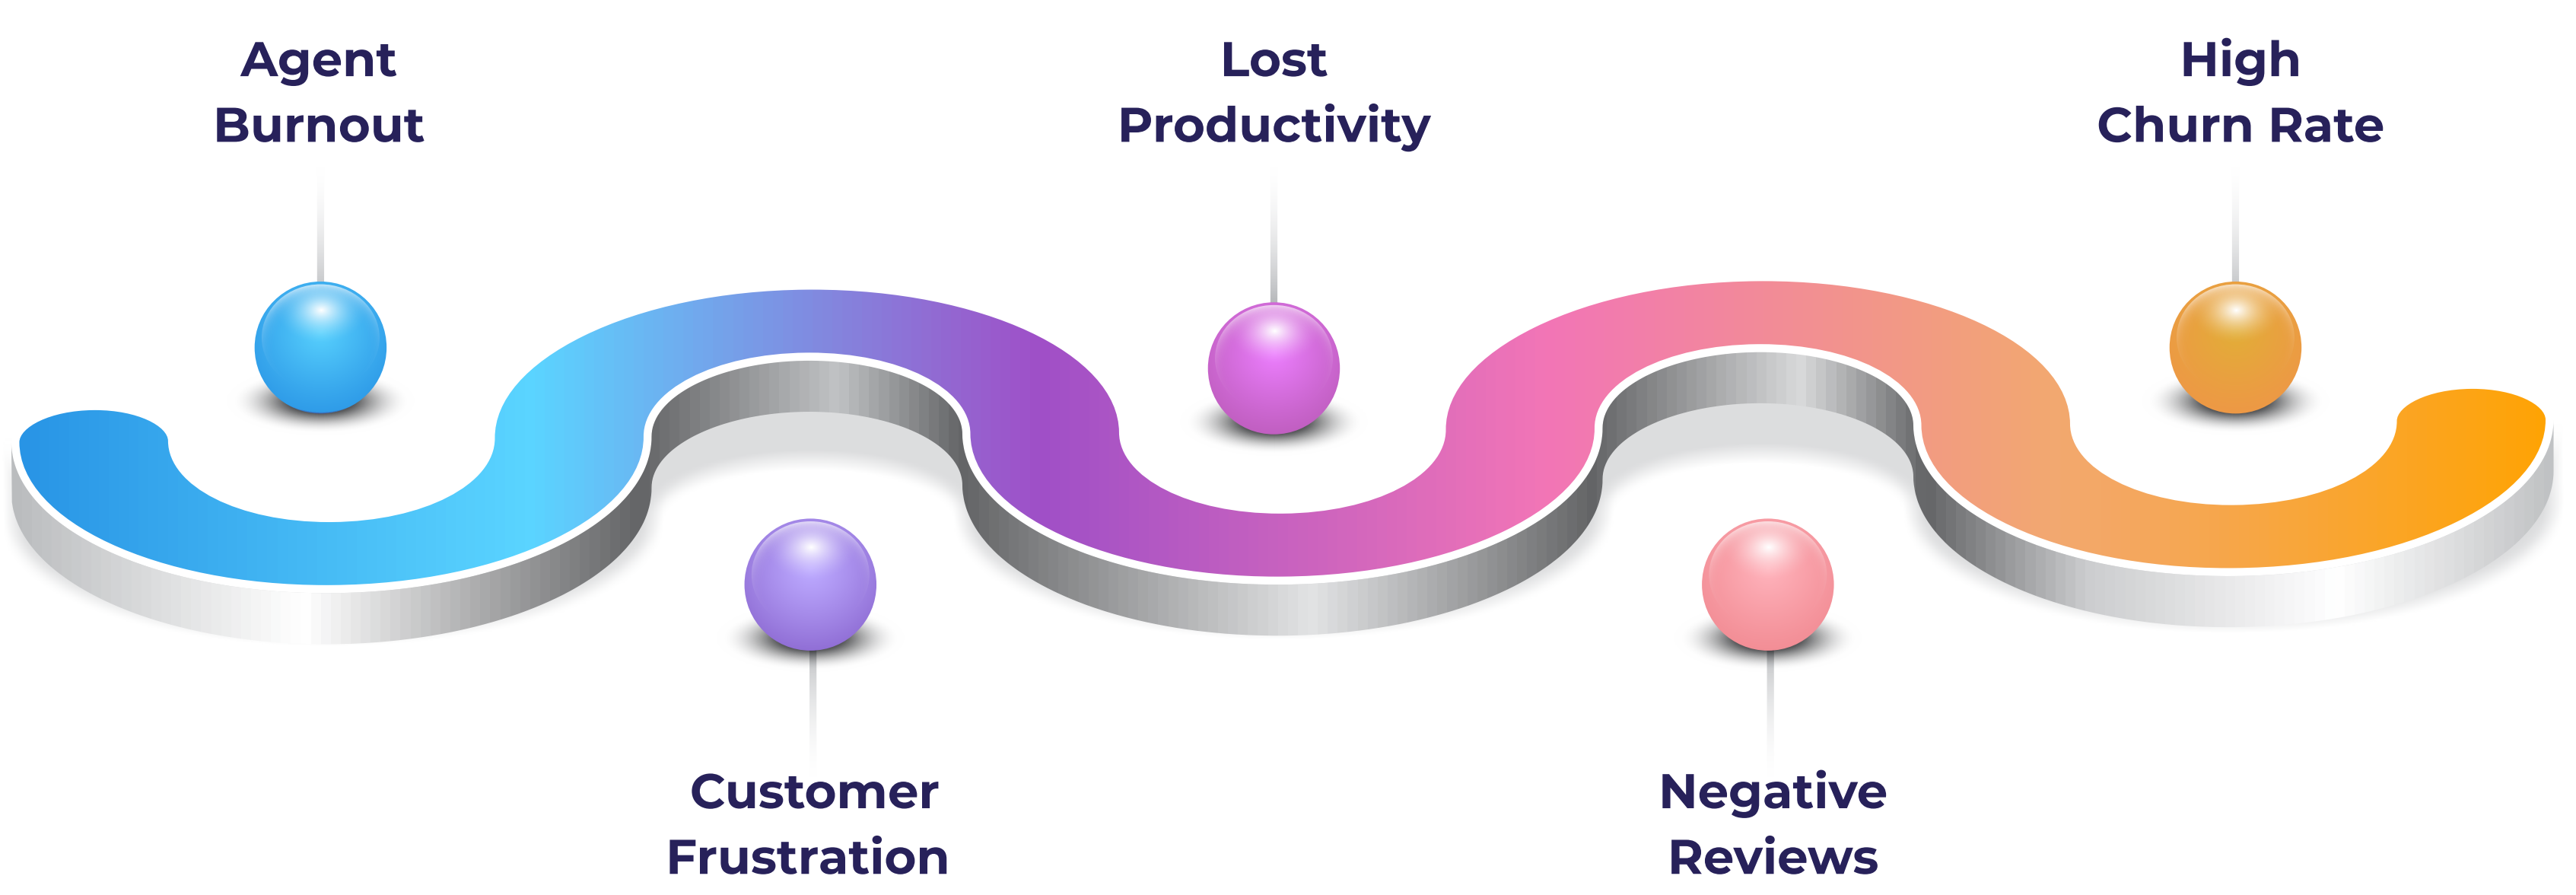 Agent
Burnout
Customer
Frustration
Lost
Productivity
Negative
Reviews
High
Churn Rate